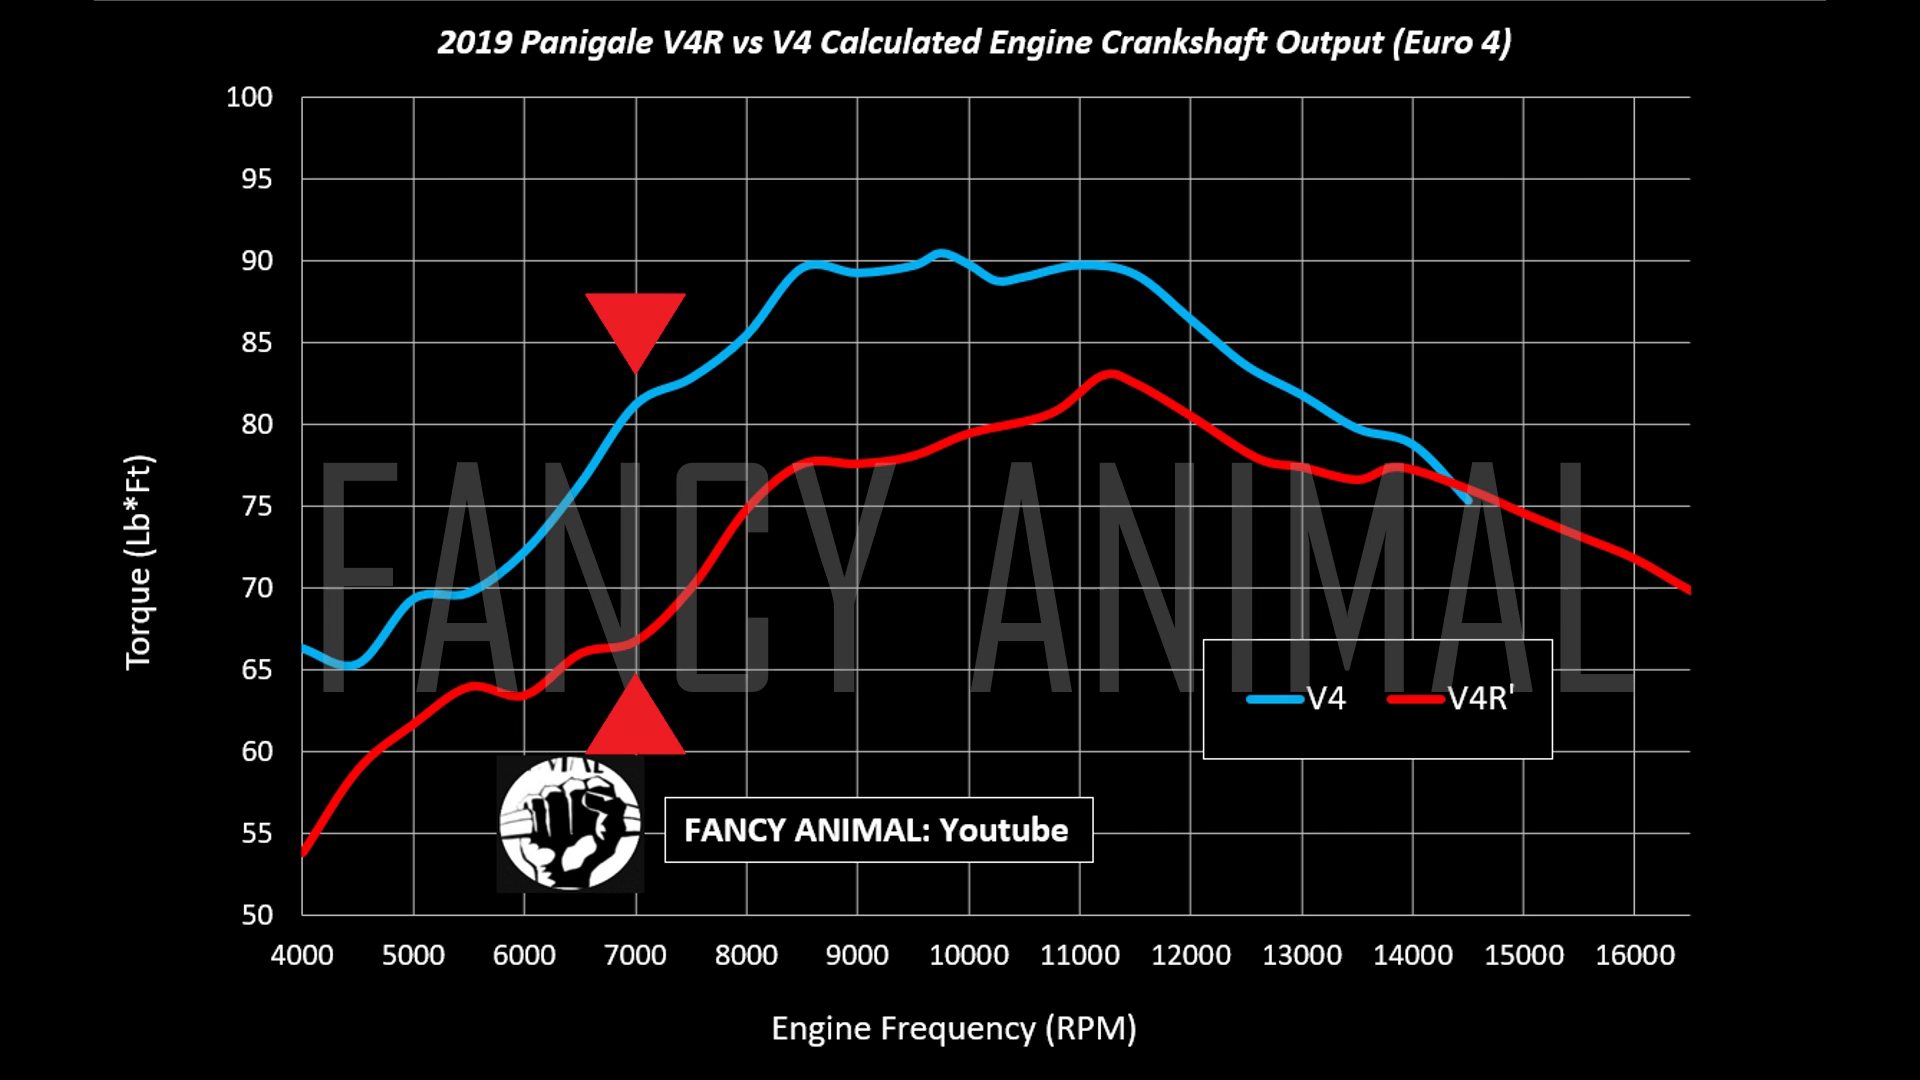 2019 Panigale V4R vs V4 Calculated Engine Crankshaft Output (Euro 4)
100
95
90
85
80
75
70
65
60
55
50
Torque (Lb*Ft)
FANCY ANIMAL
V4 V4R'
FANCY ANIMAL: Youtube
4000 5000 6000 7000 8000 9000 10000 11000 12000 13000 14000 15000 16000
Engine Frequency (RPM)